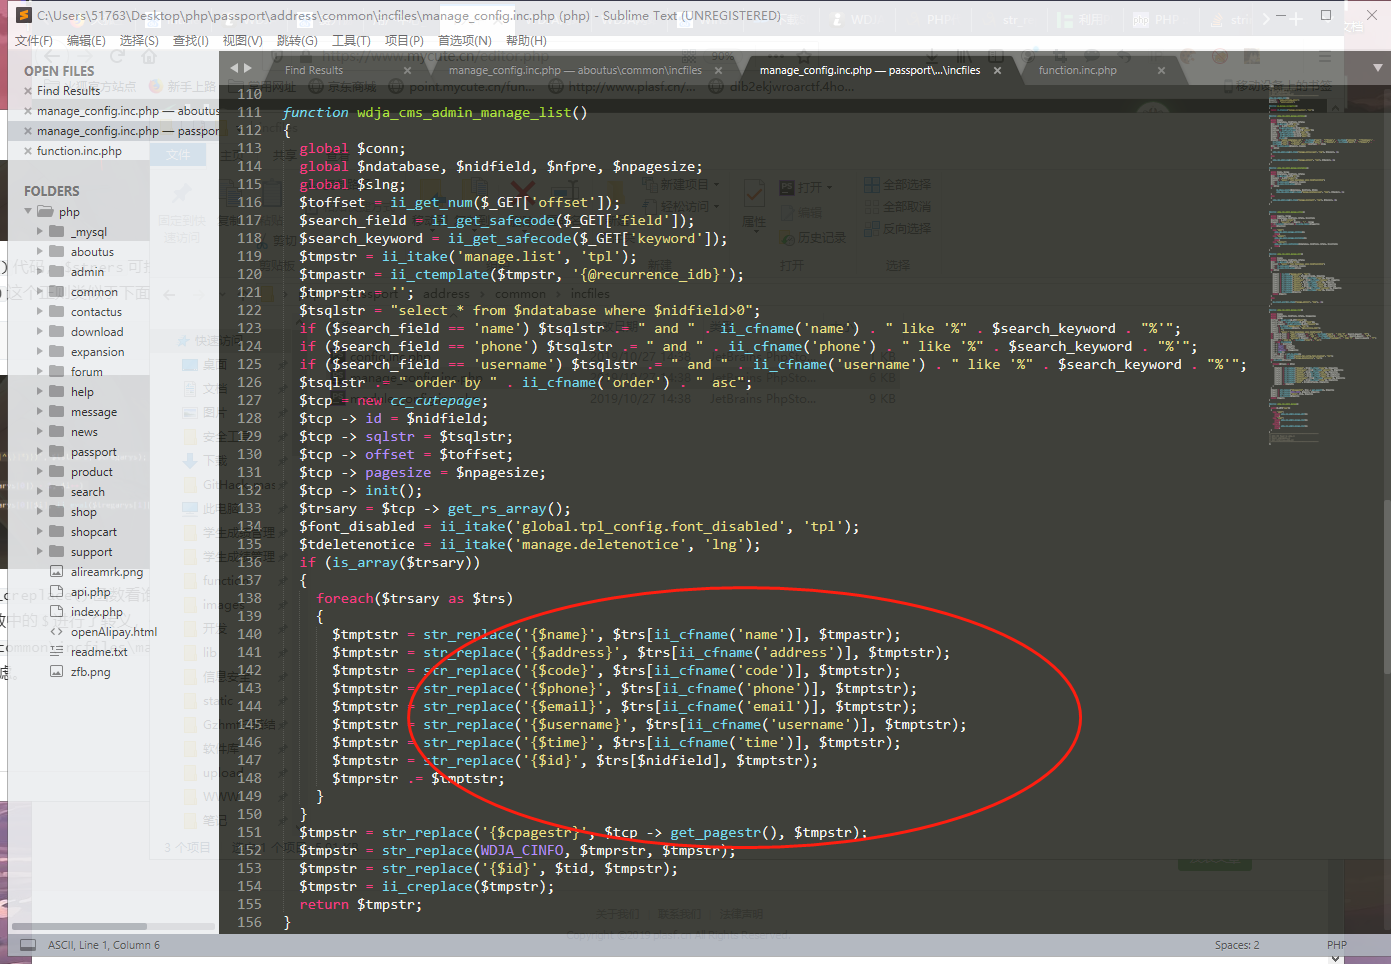 C:\Users\51763\Desktop\php\passport\address\common\incfiles\manage_config.inc.php (php) - Sublime Text (UNREGISTERED)
文件(F) 编辑(E) 选择(S) 查找(I) 视图(V) 跳转(G) 工具(T) 项目(P) 首选项(N) 帮助(H)
OPEN FILES
Find Results
manage_config.inc.php — aboutus
manage_config.inc.php — passpor
function.inc.php
FOLDERS
php
_mysql
aboutus
admin
common
contactus
download
expansion
forum
help
message
news
passport
product
search
shop
shopcart
support
alireamrk.png
api.php
index.php
openAlipay.html
readme.txt
zfb.png
Find Results
manage_config.inc.php — aboutus\common\incfiles
manage_config.inc.php — passport\...\incfiles
function.inc.php
110
111 function wdja_cms_admin_manage_list()
112 {
113 global $conn;
114 global $ndatabase, $nidfield, $nfpre, $npagesize;
115 global $slng;
116 $toffset = ii_get_num($_GET['offset']);
117 $search_field = ii_get_safecode($_GET['field']);
118 $search_keyword = ii_get_safecode($_GET['keyword']);
119 $tmpstr = ii_itake('manage.list', 'tpl');
120 $tmpastr = ii_ctemplate($tmpstr, '{@recurrence_idb}');
121 $tmprstr = '';
122 $tsqlstr = "select * from $ndatabase where $nidfield>0";
123 if ($search_field == 'name') $tsqlstr .= " and " . ii_cfname('name') . " like '%" . $search_keyword . "%'";
124 if ($search_field == 'phone') $tsqlstr .= " and " . ii_cfname('phone') . " like '%" . $search_keyword . "%'";
125 if ($search_field == 'username') $tsqlstr .= " and " . ii_cfname('username') . " like '%" . $search_keyword . "%'";
126 $tsqlstr .= " order by " . ii_cfname('order') . " asc";
127 $tcp = new cc_cutepage;
128 $tcp -> id = $nidfield;
129 $tcp -> sqlstr = $tsqlstr;
130 $tcp -> offset = $toffset;
131 $tcp -> pagesize = $npagesize;
132 $tcp -> init();
133 $trsary = $tcp -> get_rs_array();
134 $font_disabled = ii_itake('global.tpl_config.font_disabled', 'tpl');
135 $tdeletenotice = ii_itake('manage.deletenotice', 'lng');
136 if (is_array($trsary))
137 {
138 foreach($trsary as $trs)
139 {
140 $tmptstr = str_replace('{$name}', $trs[ii_cfname('name')], $tmpastr);
141 $tmptstr = str_replace('{$address}', $trs[ii_cfname('address')], $tmptstr);
142 $tmptstr = str_replace('{$code}', $trs[ii_cfname('code')], $tmptstr);
143 $tmptstr = str_replace('{$phone}', $trs[ii_cfname('phone')], $tmptstr);
144 $tmptstr = str_replace('{$email}', $trs[ii_cfname('email')], $tmptstr);
145 $tmptstr = str_replace('{$username}', $trs[ii_cfname('username')], $tmptstr);
146 $tmptstr = str_replace('{$time}', $trs[ii_cfname('time')], $tmptstr);
147 $tmptstr = str_replace('{$id}', $trs[$nidfield], $tmptstr);
148 $tmprstr .= $tmptstr;
149 }
150 }
151 $tmpstr = str_replace('{$cpagestr}', $tcp -> get_pagestr(), $tmpstr);
152 $tmpstr = str_replace(WDJA_CINFO, $tmprstr, $tmpstr);
153 $tmpstr = str_replace('{$id}', $tid, $tmpstr);
154 $tmpstr = ii_creplace($tmpstr);
155 return $tmpstr;
156 }
ASCII, Line 1, Column 6
Spaces: 2
PHP